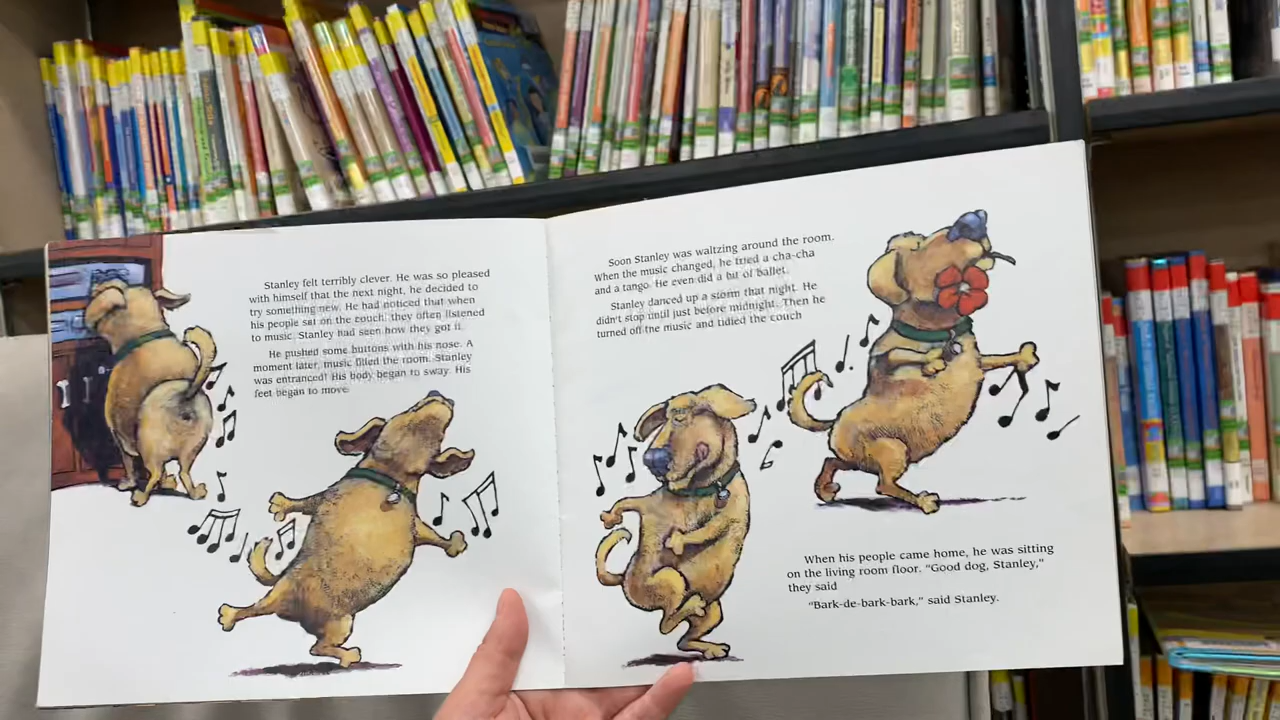 Stanley felt terribly clever. He was so pleased
with himself that the next night, he decided to
try something new. He had noticed that when
his people sat on the couch, they often listened
to music. Stanley had seen how they got it.
He pushed some buttons with his nose. A
moment later, music filled the room. Stanley
was entranced! His body began to sway. His
feet began to move
Soon Stanley was waltzing around the room.
When the music changed, he tried a cha-cha
and a tango. He even did a bit of ballet.
Stanley danced up a storm that night. He
didn't stop until just before midnight. Then he
turned off the music and tidied the couch
When his people came home, he was sitting
on the living room floor. "Good dog, Stanley,"
they said
"Bark-de-bark-bark," said Stanley.